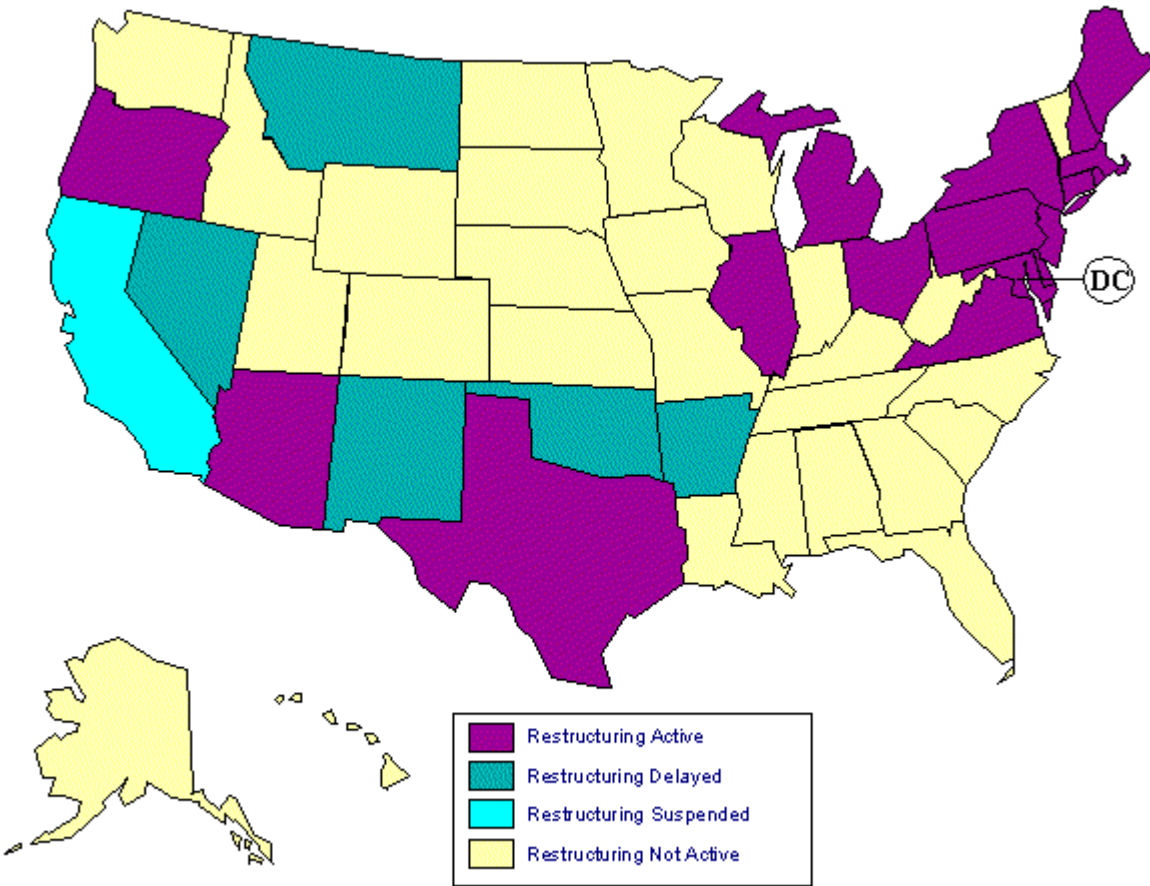 DC
Restructuring Active
Restructuring Delayed
Restructuring Suspended
Restructuring Not Active